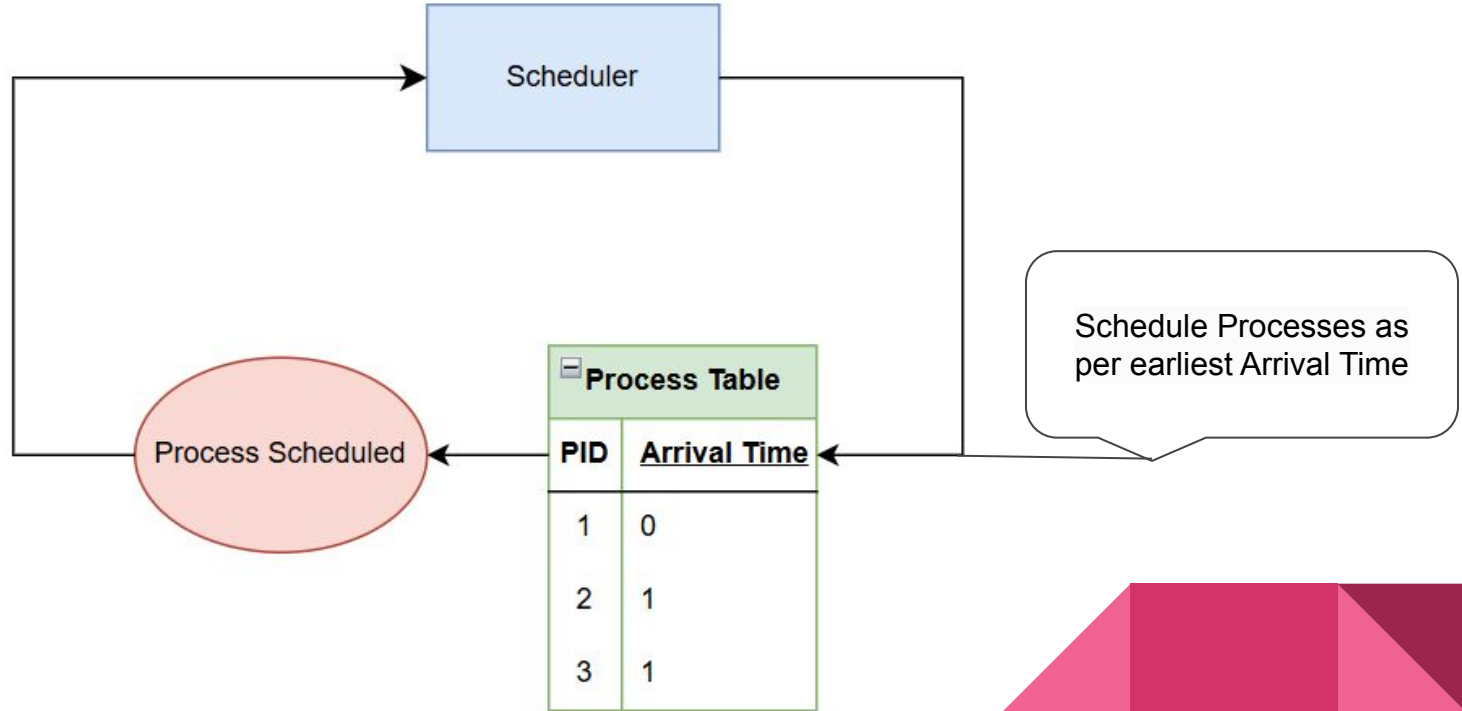 Scheduler
Schedule Processes as
per earliest Arrival Time
Process Scheduled
Process Table
PID Arrival Time
1 0
2 1
3 1